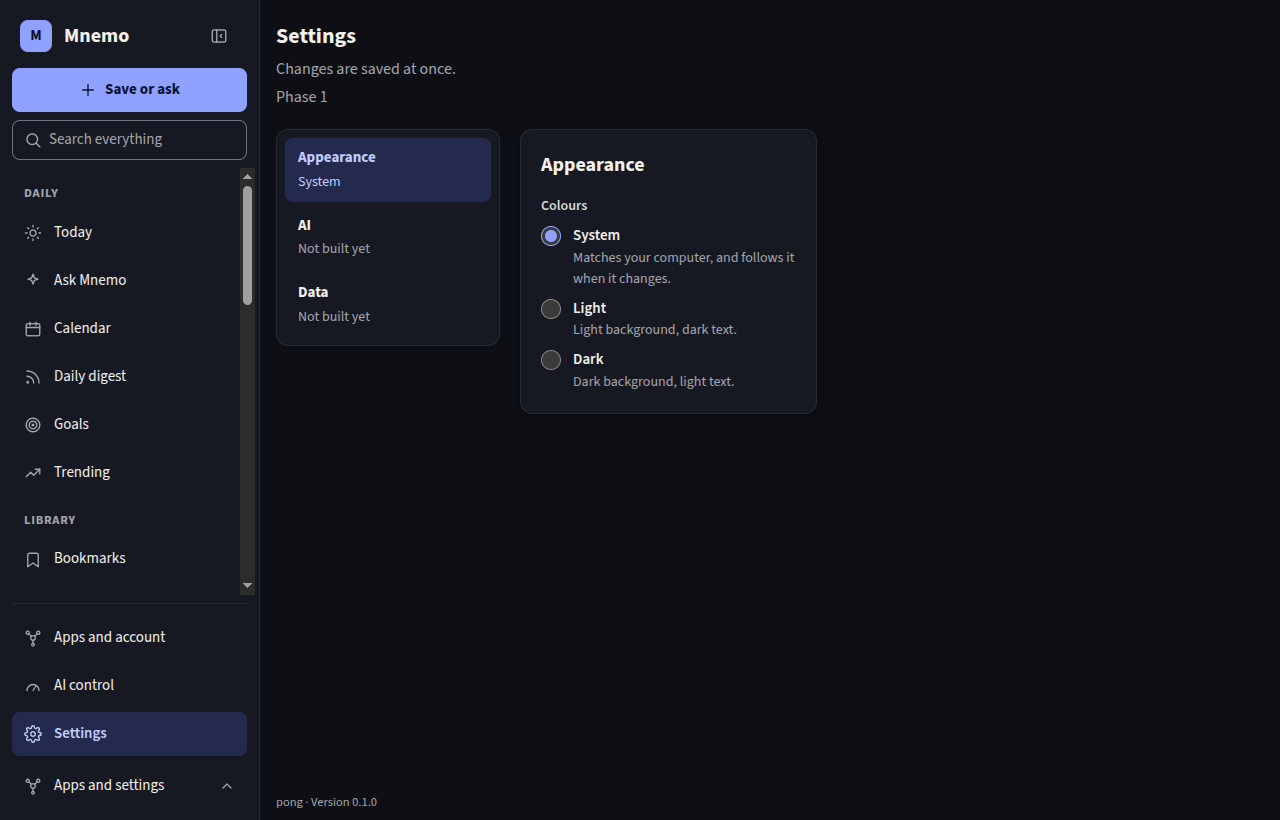 M
Mnemo
Save or ask
Search everything
DAILY
Today
Ask Mnemo
Calendar
Daily digest
Goals
Trending
LIBRARY
Bookmarks
Apps and account
AI control
Settings
Apps and settings
Settings
Changes are saved at once.
Phase 1
Appearance
System
AI
Not built yet
Data
Not built yet
Appearance
Colours
System
Matches your computer, and follows it
when it changes.
Light
Light background, dark text.
Dark
Dark background, light text.
pong · Version 0.1.0